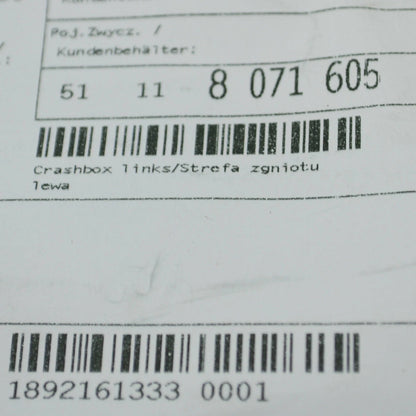 Poj. Zwycz. /
Kundenbehälter:
51 11 8 071 605
Crashbox links/Strefa zgniotu
lewa
1892161333 0001